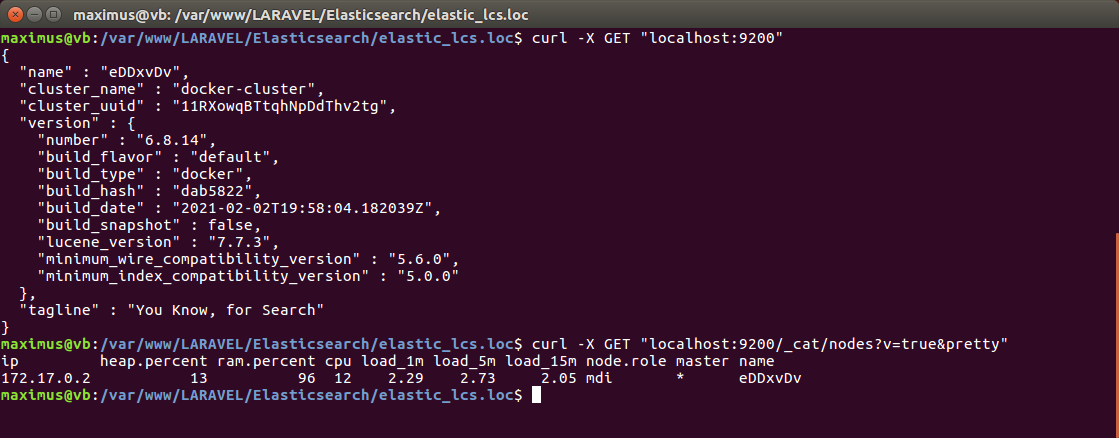 maximus@vb: /var/www/LARAVEL/Elasticsearch/elastic_lcs.loc
maximus@vb:/var/www/LARAVEL/Elasticsearch/elastic_lcs.loc$ curl -X GET "localhost:9200"
{
  "name" : "eDDxvDv",
  "cluster_name" : "docker-cluster",
  "cluster_uuid" : "11RXowqBTtqhNpDdThv2tg",
  "version" : {
    "number" : "6.8.14",
    "build_flavor" : "default",
    "build_type" : "docker",
    "build_hash" : "dab5822",
    "build_date" : "2021-02-02T19:58:04.182039Z",
    "build_snapshot" : false,
    "lucene_version" : "7.7.3",
    "minimum_wire_compatibility_version" : "5.6.0",
    "minimum_index_compatibility_version" : "5.0.0"
  },
  "tagline" : "You Know, for Search"
}
maximus@vb:/var/www/LARAVEL/Elasticsearch/elastic_lcs.loc$ curl -X GET "localhost:9200/_cat/nodes?v=true&pretty"
ip         heap.percent ram.percent cpu load_1m load_5m load_15m node.role master name
172.17.0.2           13          96  12    2.29    2.73     2.05 mdi       *      eDDxvDv
maximus@vb:/var/www/LARAVEL/Elasticsearch/elastic_lcs.loc$